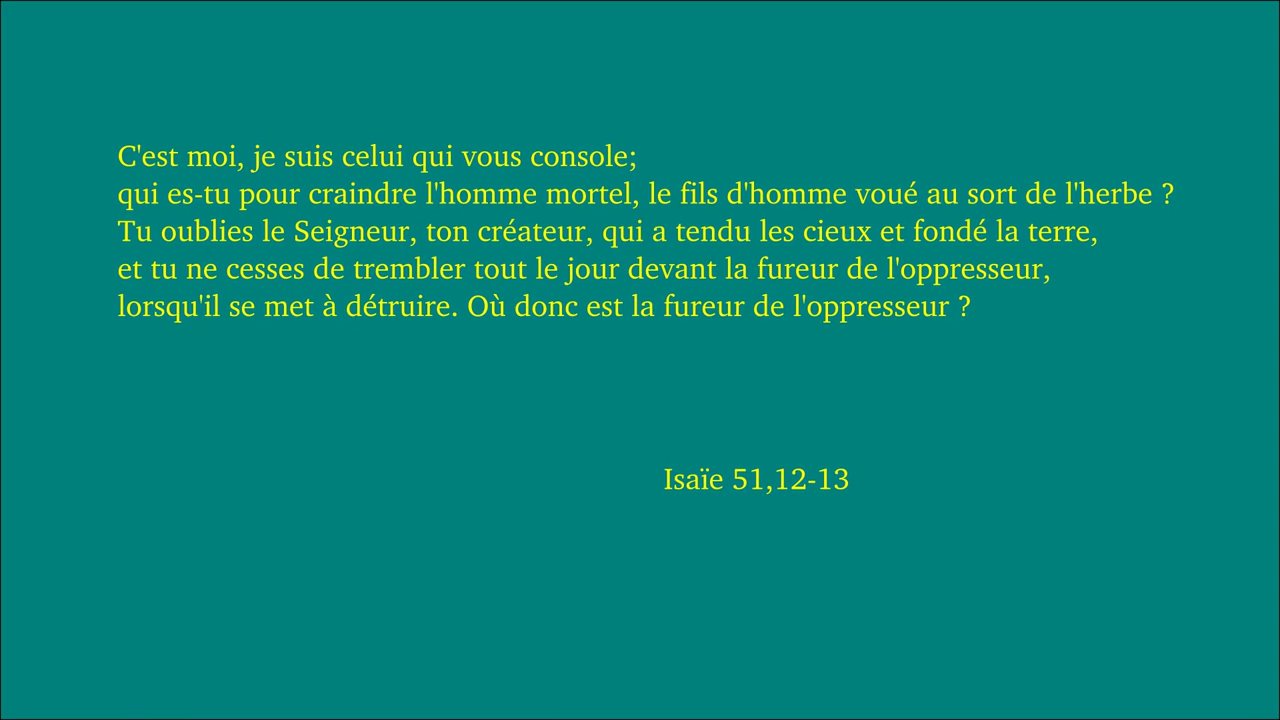 C'est moi, je suis celui qui vous console;
qui es-tu pour craindre l'homme mortel, le fils d'homme voué au sort de l'herbe ?
Tu oublies le Seigneur, ton créateur, qui a tendu les cieux et fondé la terre,
et tu ne cesses de trembler tout le jour devant la fureur de l'oppresseur,
lorsqu'il se met à détruire. Où donc est la fureur de l'oppresseur ?
Isaïe 51,12-13